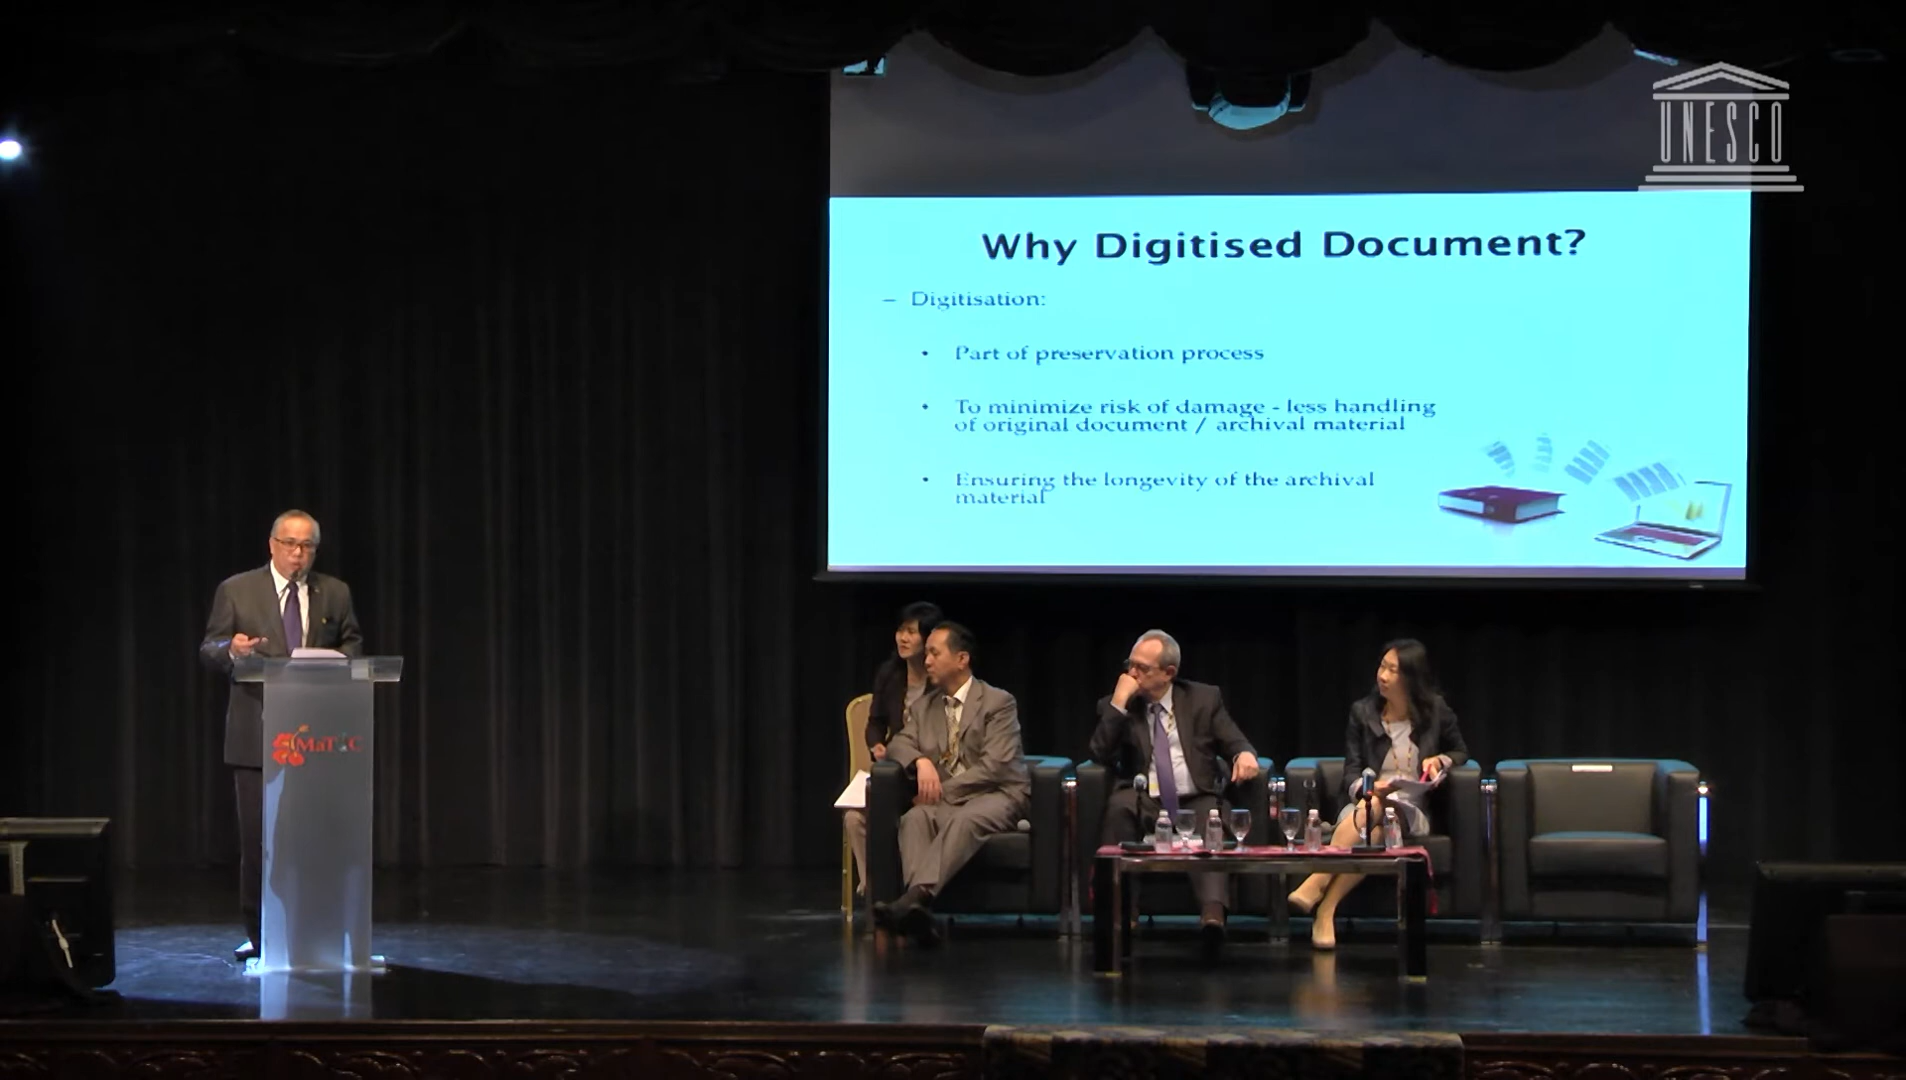 UNESCO
Why Digitised Document?
– Digitisation:
• Part of preservation process
• To minimize risk of damage - less handling
of original document / archival material
• Ensuring the longevity of the archival
material
MaTiC